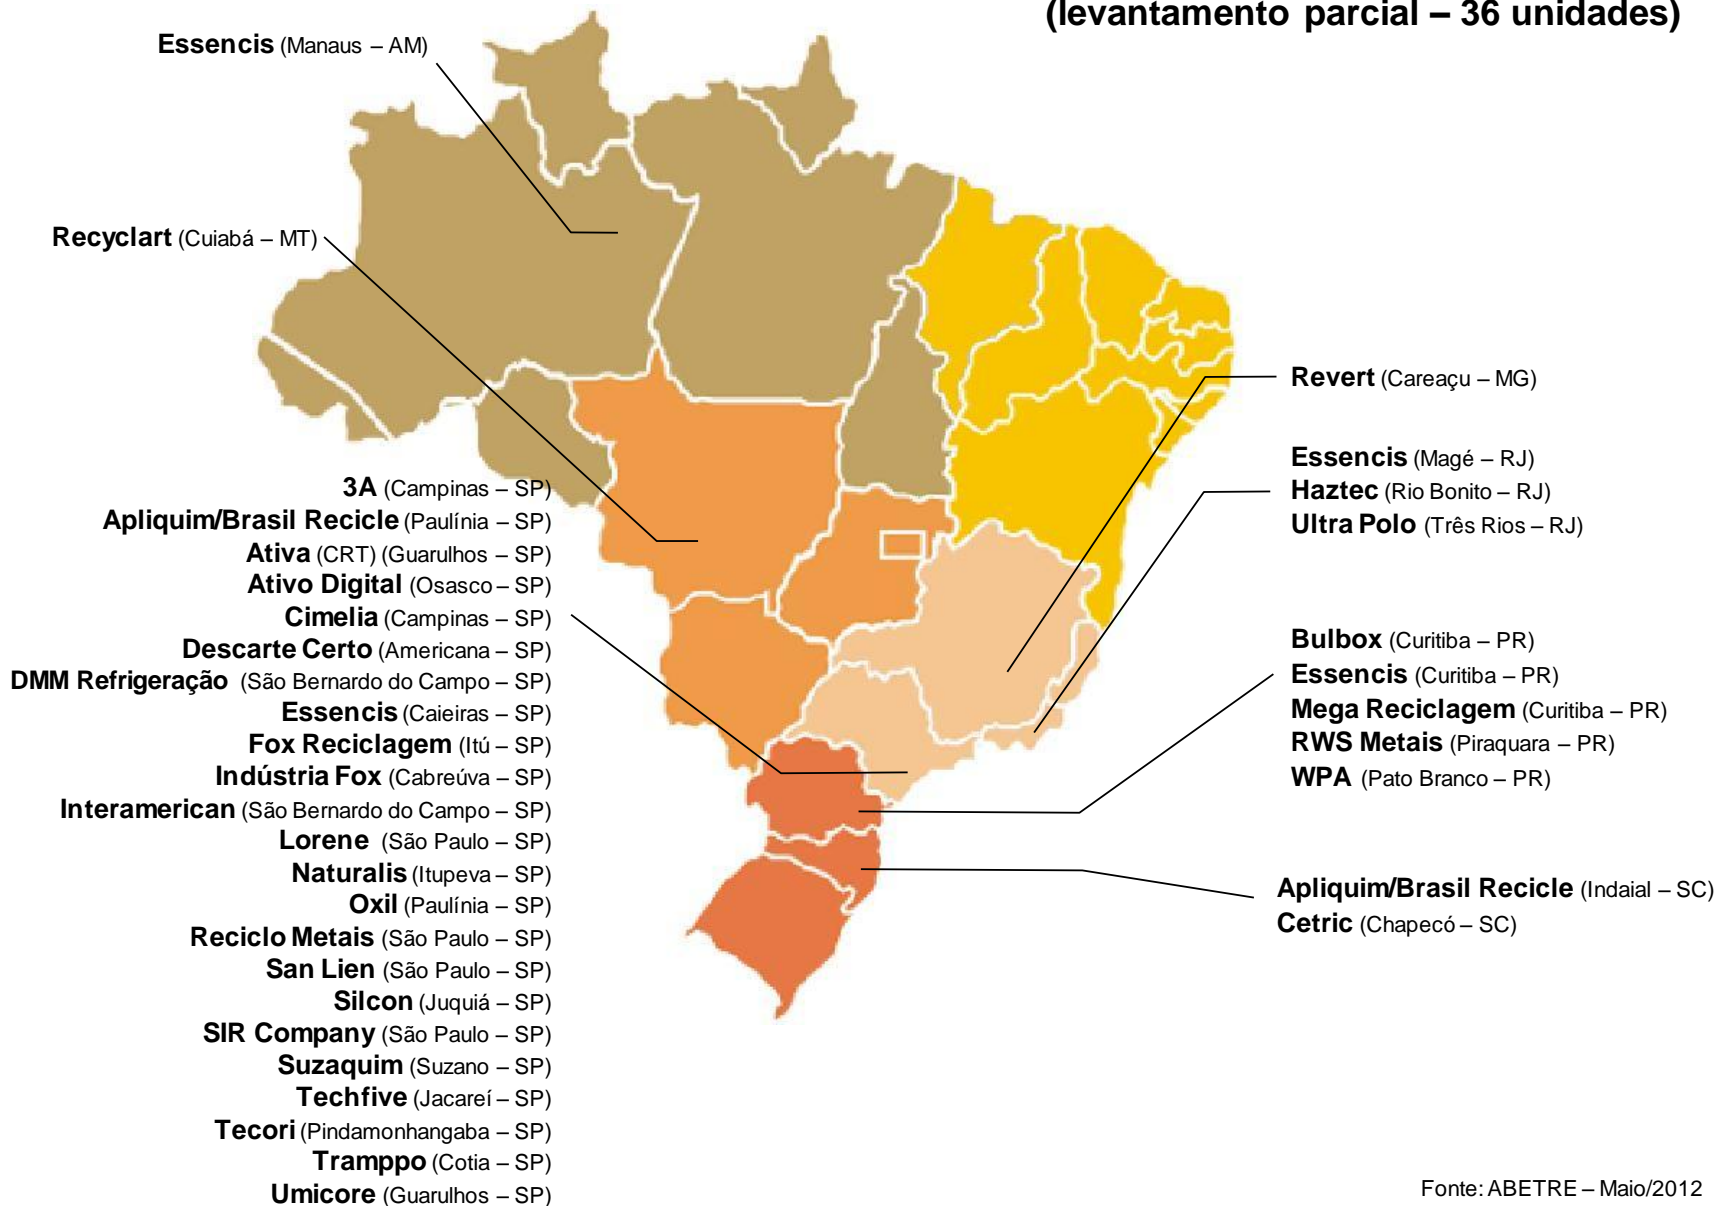 (levantamento parcial – 36 unidades)
Essencis (Manaus – AM)
Recyclart (Cuiabá – MT)
3A (Campinas – SP)
Apliquim/Brasil Recicle (Paulínia – SP)
Ativa (CRT) (Guarulhos – SP)
Ativo Digital (Osasco – SP)
Cimelia (Campinas – SP)
Descarte Certo (Americana – SP)
DMM Refrigeração (São Bernardo do Campo – SP)
Essencis (Caieiras – SP)
Fox Reciclagem (Itú – SP)
Indústria Fox (Cabreúva – SP)
Interamerican (São Bernardo do Campo – SP)
Lorene (São Paulo – SP)
Naturalis (Itupeva – SP)
Oxil (Paulínia – SP)
Reciclo Metais (São Paulo – SP)
San Lien (São Paulo – SP)
Silcon (Juquiá – SP)
SIR Company (São Paulo – SP)
Suzaquim (Suzano – SP)
Techfive (Jacareí – SP)
Tecori (Pindamonhangaba – SP)
Tramppo (Cotia – SP)
Umicore (Guarulhos – SP)
Revert (Careaçu – MG)
Essencis (Magé – RJ)
Haztec (Rio Bonito – RJ)
Ultra Polo (Três Rios – RJ)
Bulbox (Curitiba – PR)
Essencis (Curitiba – PR)
Mega Reciclagem (Curitiba – PR)
RWS Metais (Piraquara – PR)
WPA (Pato Branco – PR)
Apliquim/Brasil Recicle (Indaial – SC)
Cetric (Chapecó – SC)
Fonte: ABETRE – Maio/2012